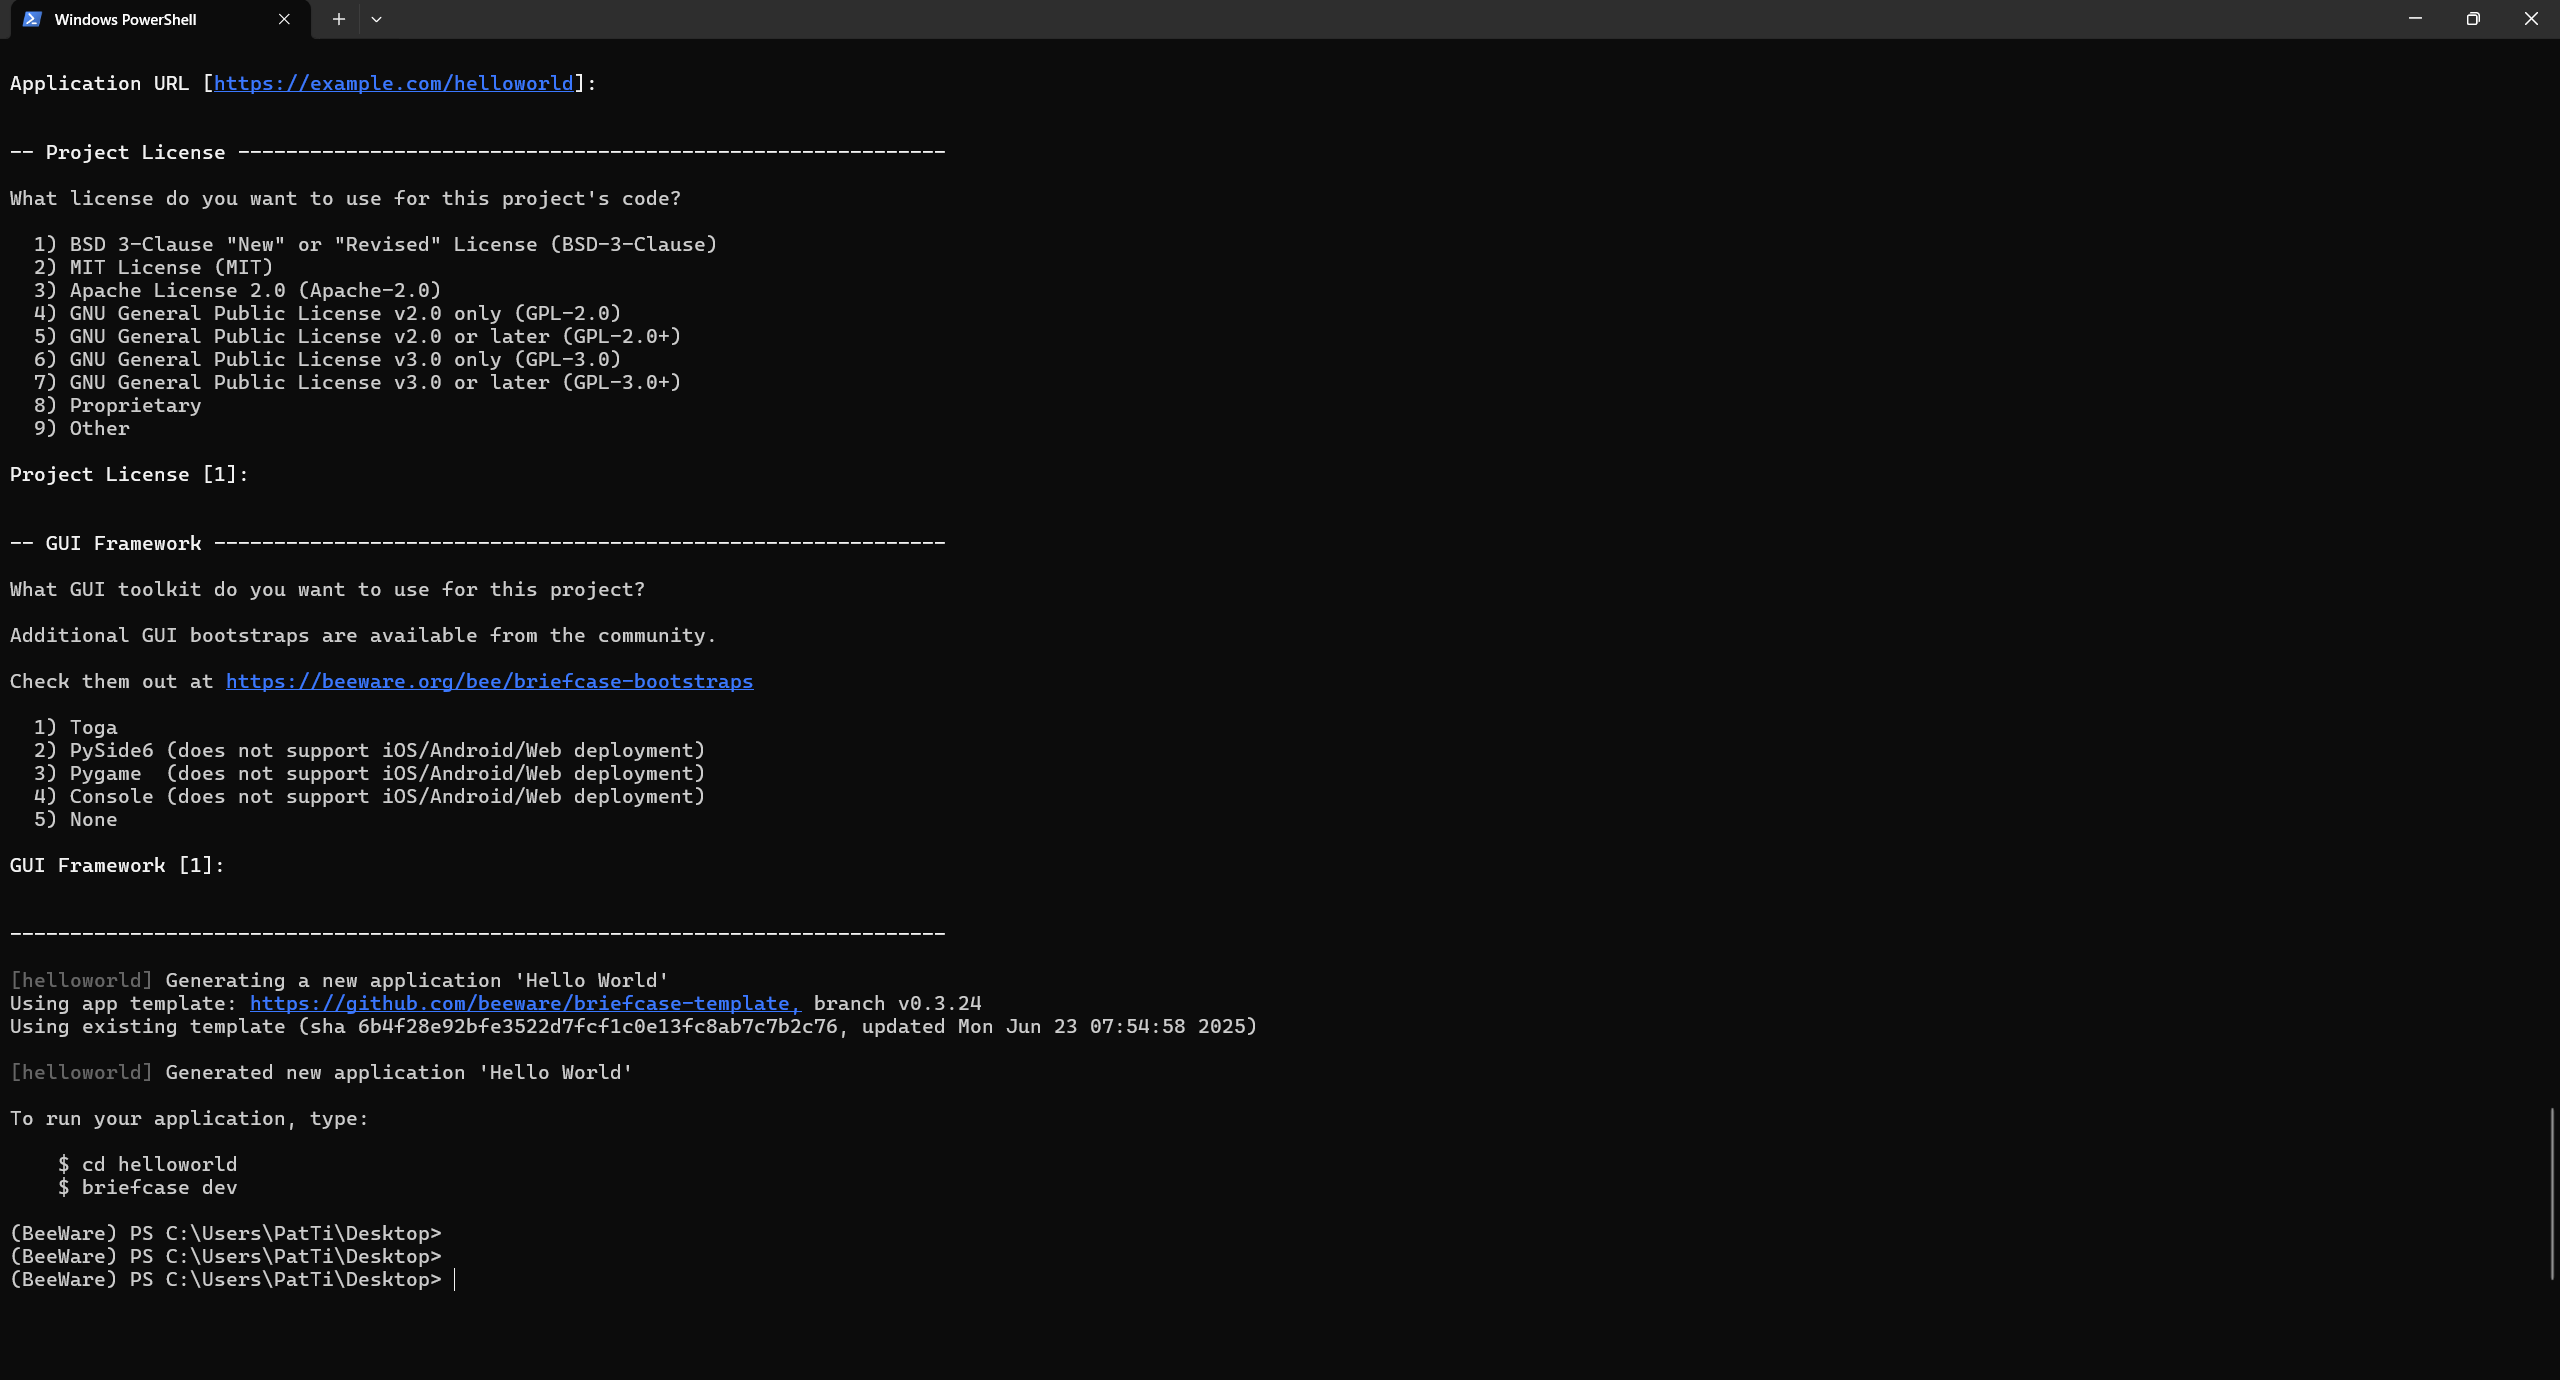 Windows PowerShell
Application URL [https://example.com/helloworld]:
-- Project License -----------------------------------------------------------
What license do you want to use for this project's code?
1) BSD 3-Clause "New" or "Revised" License (BSD-3-Clause)
2) MIT License (MIT)
3) Apache License 2.0 (Apache-2.0)
4) GNU General Public License v2.0 only (GPL-2.0)
5) GNU General Public License v2.0 or later (GPL-2.0+)
6) GNU General Public License v3.0 only (GPL-3.0)
7) GNU General Public License v3.0 or later (GPL-3.0+)
8) Proprietary
9) Other
Project License [1]:
-- GUI Framework -------------------------------------------------------------
What GUI toolkit do you want to use for this project?
Additional GUI bootstraps are available from the community.
Check them out at https://beeware.org/bee/briefcase-bootstraps
1) Toga
2) PySide6 (does not support iOS/Android/Web deployment)
3) Pygame  (does not support iOS/Android/Web deployment)
4) Console (does not support iOS/Android/Web deployment)
5) None
GUI Framework [1]:
------------------------------------------------------------------------------
[helloworld] Generating a new application 'Hello World'
Using app template: https://github.com/beeware/briefcase-template, branch v0.3.24
Using existing template (sha 6b4f28e92bfe3522d7fcf1c0e13fc8ab7c7b2c76, updated Mon Jun 23 07:54:58 2025)
[helloworld] Generated new application 'Hello World'
To run your application, type:
$ cd helloworld
$ briefcase dev
(BeeWare) PS C:\Users\PatTi\Desktop>
(BeeWare) PS C:\Users\PatTi\Desktop>
(BeeWare) PS C:\Users\PatTi\Desktop>